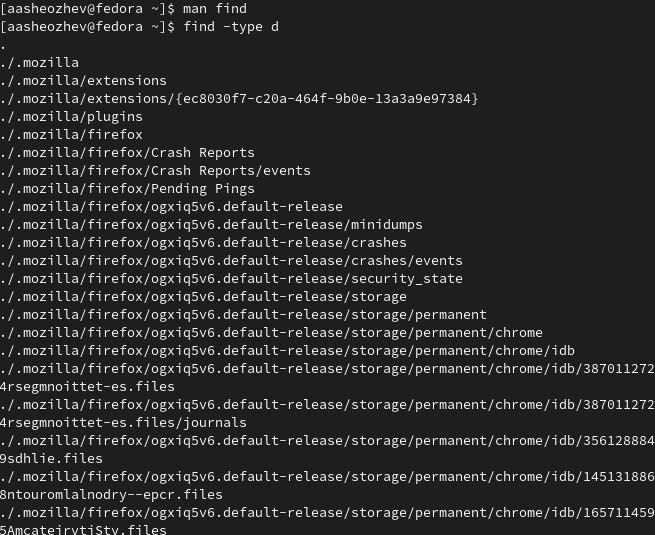 [aasheozhev@fedora ~]$ man find
[aasheozhev@fedora ~]$ find -type d
.
./.mozilla
./.mozilla/extensions
./.mozilla/extensions/{ec8030f7-c20a-464f-9b0e-13a3a9e97384}
./.mozilla/plugins
./.mozilla/firefox
./.mozilla/firefox/Crash Reports
./.mozilla/firefox/Crash Reports/events
./.mozilla/firefox/Pending Pings
./.mozilla/firefox/ogxiq5v6.default-release
./.mozilla/firefox/ogxiq5v6.default-release/minidumps
./.mozilla/firefox/ogxiq5v6.default-release/crashes
./.mozilla/firefox/ogxiq5v6.default-release/crashes/events
./.mozilla/firefox/ogxiq5v6.default-release/security_state
./.mozilla/firefox/ogxiq5v6.default-release/storage
./.mozilla/firefox/ogxiq5v6.default-release/storage/permanent
./.mozilla/firefox/ogxiq5v6.default-release/storage/permanent/chrome
./.mozilla/firefox/ogxiq5v6.default-release/storage/permanent/chrome/idb
./.mozilla/firefox/ogxiq5v6.default-release/storage/permanent/chrome/idb/387011272
4rsegmnoittet-es.files
./.mozilla/firefox/ogxiq5v6.default-release/storage/permanent/chrome/idb/387011272
4rsegmnoittet-es.files/journals
./.mozilla/firefox/ogxiq5v6.default-release/storage/permanent/chrome/idb/356128884
9sdhlie.files
./.mozilla/firefox/ogxiq5v6.default-release/storage/permanent/chrome/idb/145131886
8ntouromlalnodry--epcr.files
./.mozilla/firefox/ogxiq5v6.default-release/storage/permanent/chrome/idb/165711459
5AmcateirvtiSty.files